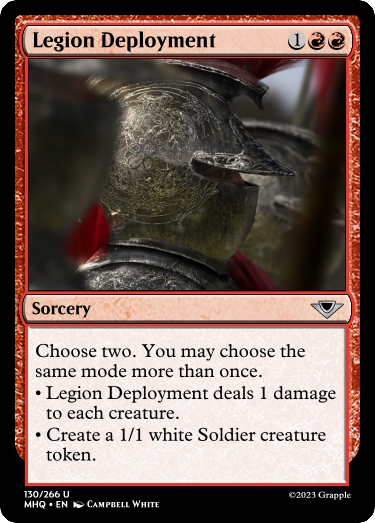 Legion Deployment 1
Sorcery
Choose two. You may choose the
same mode more than once.
• Legion Deployment deals 1 damage
to each creature.
• Create a 1/1 white Soldier creature
token.
130/266 U
©2023 Grapple
MHQ • EN Campbell White